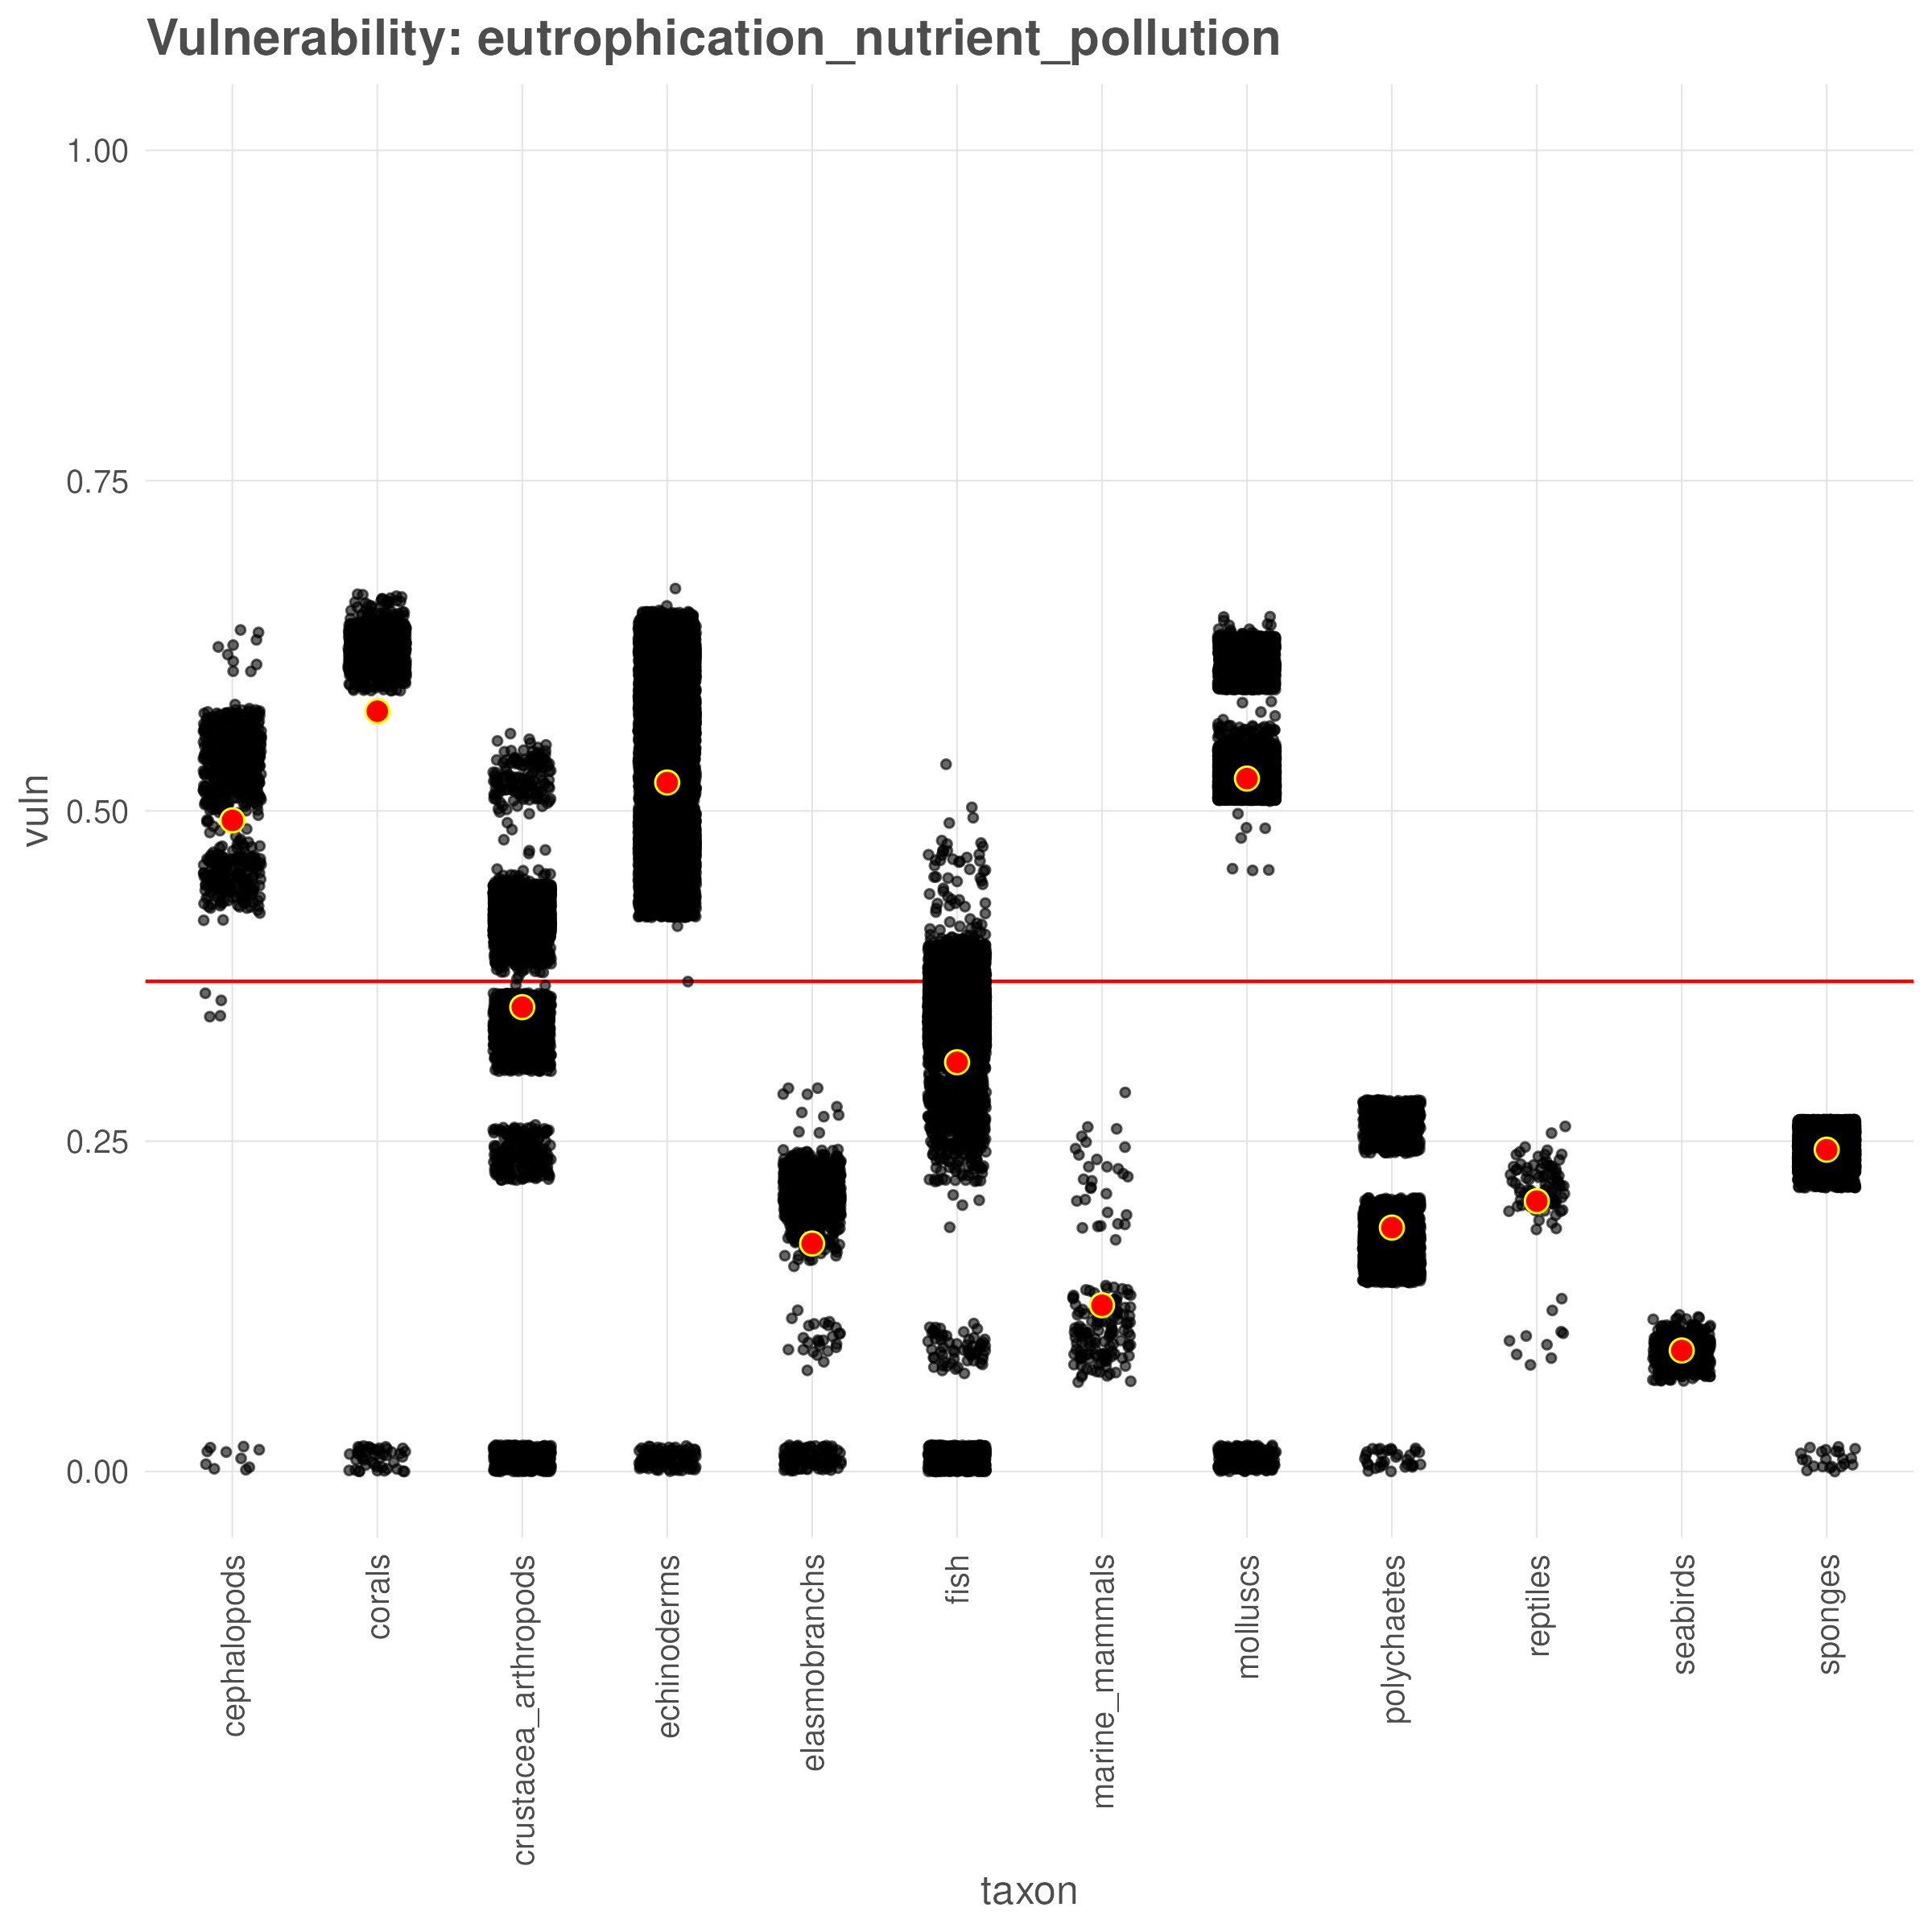 Vulnerability: eutrophication_nutrient_pollution
vuln
1.00
0.75
0.50
0.25
0.00
cephalopods
corals
crustacea_arthropods
echinoderms
elasmobranchs
fish
marine_mammals
molluscs
polychaetes
reptiles
seabirds
sponges
taxon